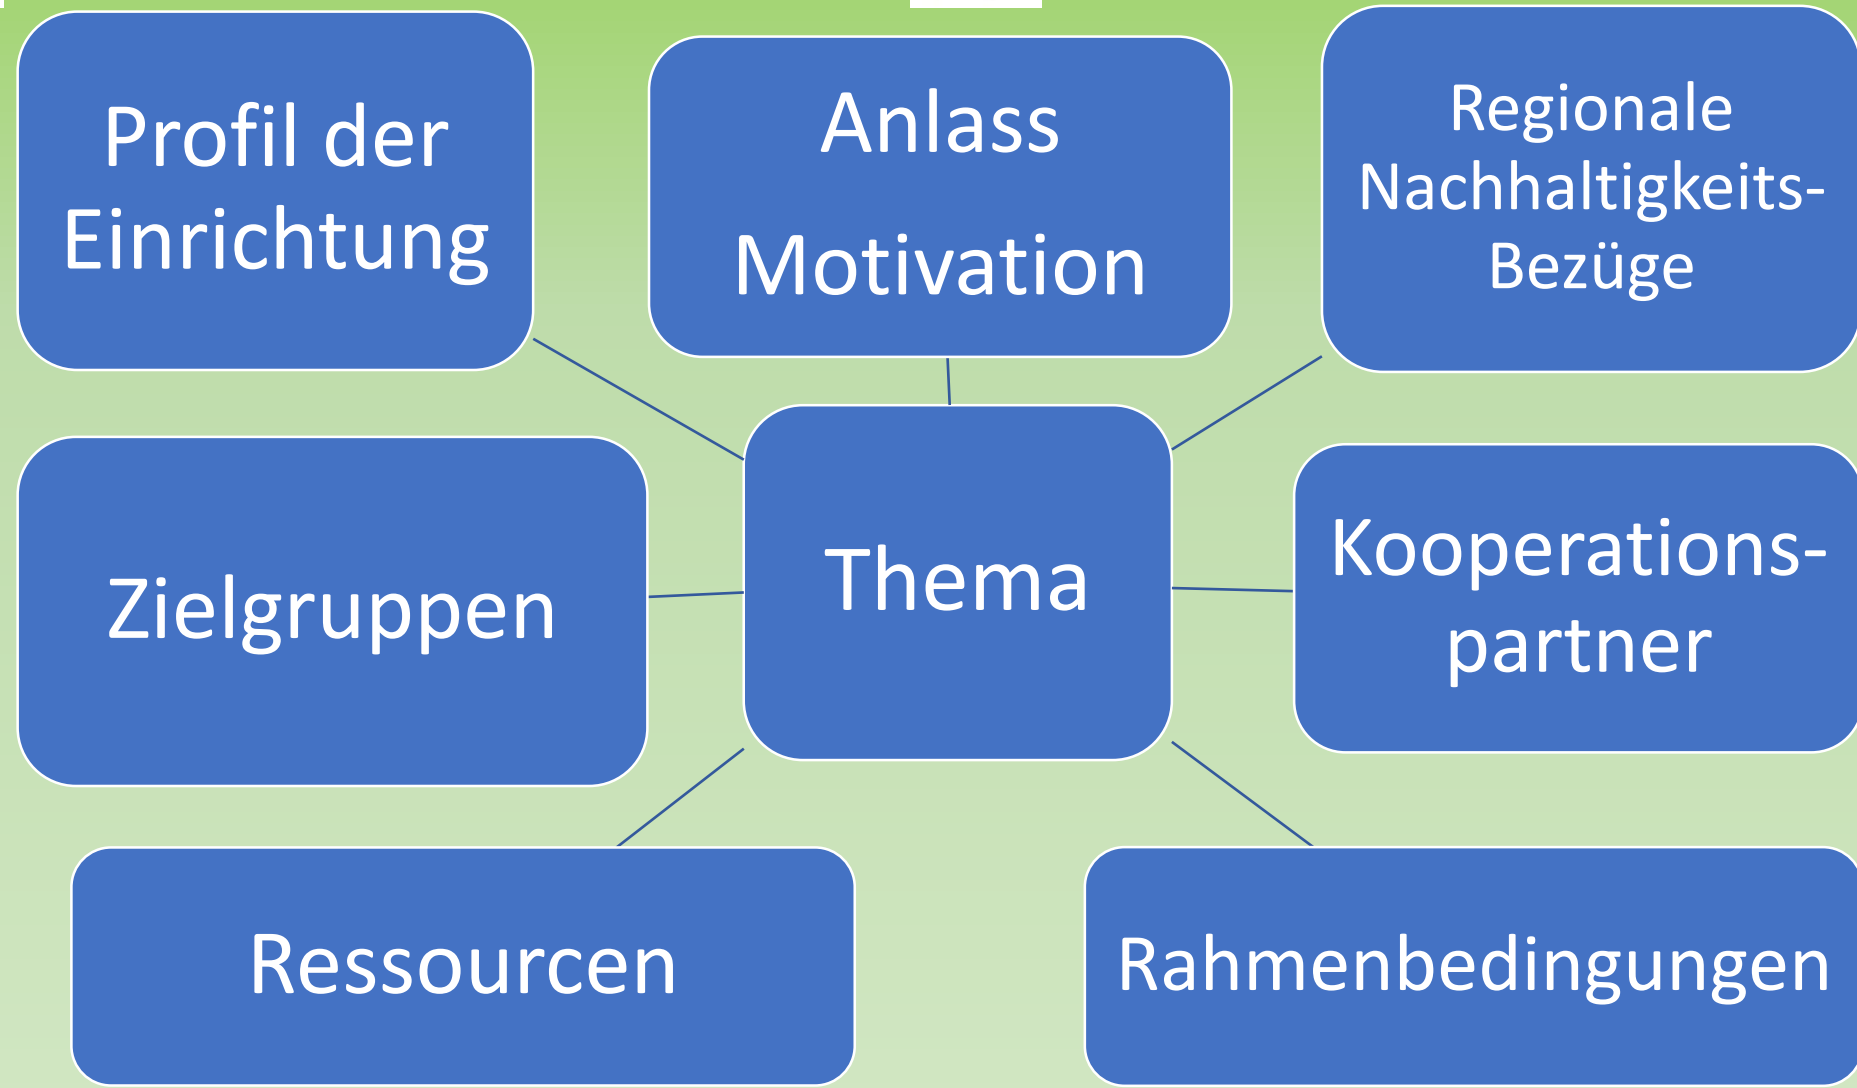 Profil der
Einrichtung
Anlass
Motivation
Regionale
Nachhaltigkeits-
Bezüge
Zielgruppen
Thema
Kooperations-
partner
Ressourcen
Rahmenbedingungen